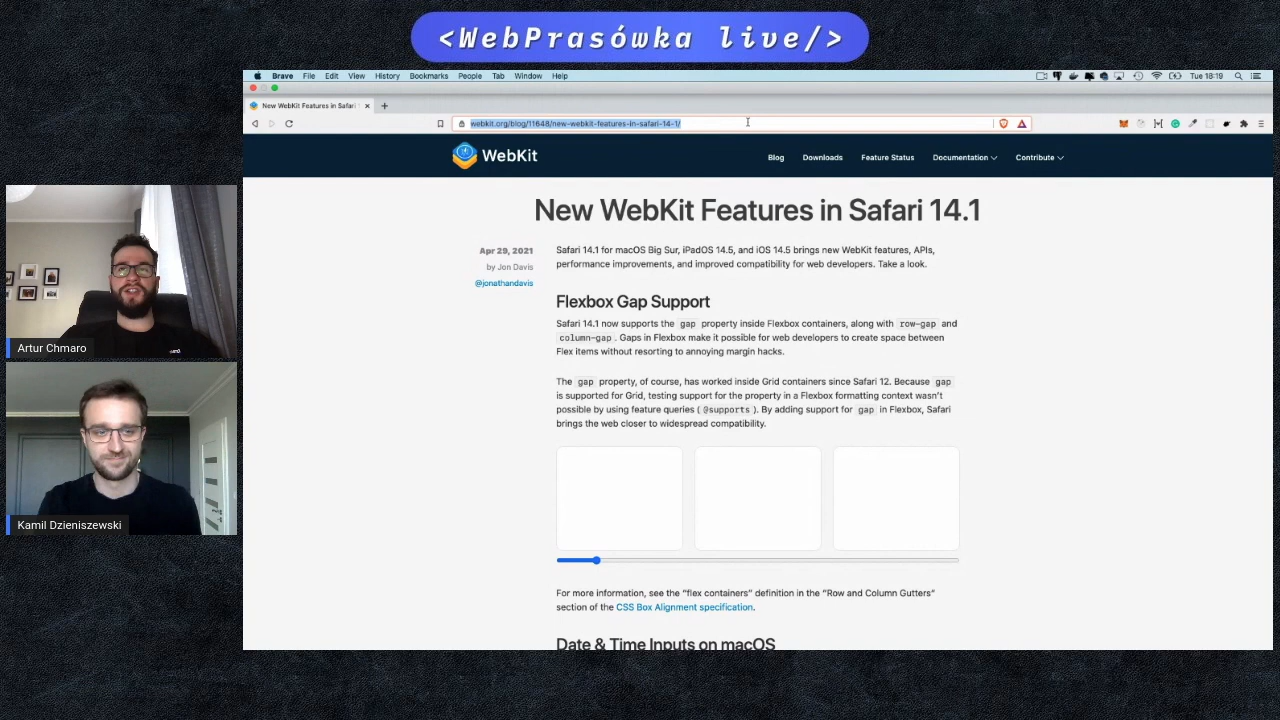 <WebPrasówka live/>
Brave File Edit View History Bookmarks People Tab Window Help
Tue 18:19
New WebKit Features in Safari
webkit.org/blog/11648/new-webkit-features-in-safari-14-1/
WebKit
Blog Downloads Feature Status Documentation Contribute
New WebKit Features in Safari 14.1
Apr 29, 2021
by Jon Davis
@jonathandavis
Safari 14.1 for macOS Big Sur, iPadOS 14.5, and iOS 14.5 brings new WebKit features, APIs,
performance improvements, and improved compatibility for web developers. Take a look.
Flexbox Gap Support
Safari 14.1 now supports the gap property inside Flexbox containers, along with row-gap and
column-gap. Gaps in Flexbox make it possible for web developers to create space between
Flex items without resorting to annoying margin hacks.
The gap property, of course, has worked inside Grid containers since Safari 12. Because gap
is supported for Grid, testing support for the property in a Flexbox formatting context wasn't
possible by using feature queries (@supports). By adding support for gap in Flexbox, Safari
brings the web closer to widespread compatibility.
For more information, see the "flex containers" definition in the "Row and Column Gutters"
section of the CSS Box Alignment specification.
Date & Time Inputs on macOS
Artur Chmaro
Kamil Dzieniszewski